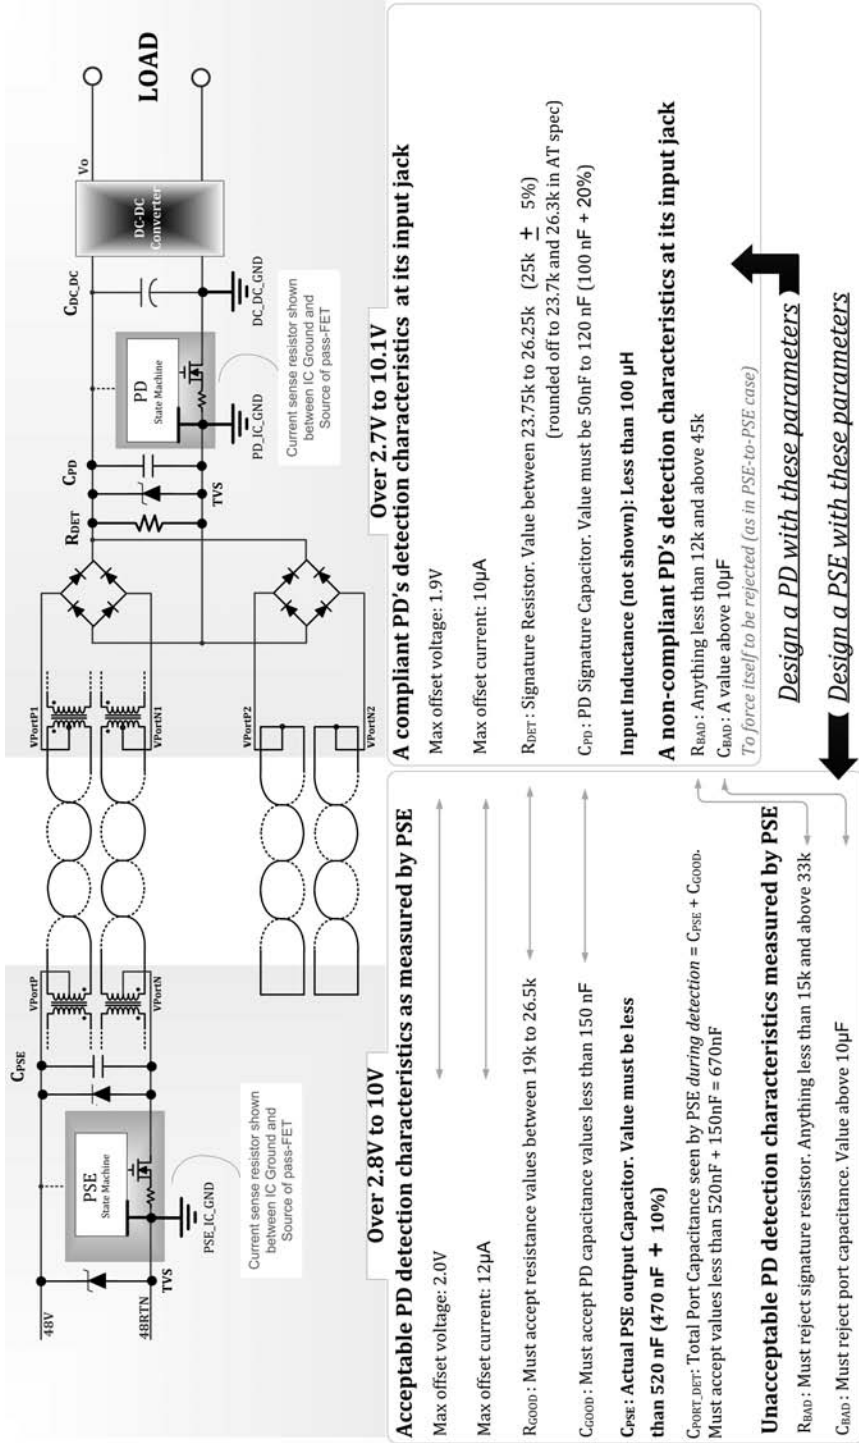 48V
48RTN
TVS
PSE
State Machine
PSE_IC_GND
Current sense resistor shown
between IC Ground and
Source of pass-FET
CPSE
VPortP
VPortN
VPortP1
VPortN1
VPortP2
VPortN2
RDET
CPD
TVS
PD
State Machine
PD_IC_GND
Current sense resistor shown
between IC Ground and
Source of pass-FET
CDC_DC
DC_DC_GND
DC-DC
Converter
Vo
LOAD
Over 2.8V to 10V
Acceptable PD detection characteristics as measured by PSE
Max offset voltage: 2.0V
Max offset current: 12µA
RGOOD : Must accept resistance values between 19k to 26.5k
CGOOD : Must accept PD capacitance values less than 150 nF
CPSE : Actual PSE output Capacitor. Value must be less
than 520 nF (470 nF + 10%)
CPORT_DET: Total Port Capacitance seen by PSE during detection = CPSE + CGOOD.
Must accept values less than 520nF + 150nF = 670nF
Unacceptable PD detection characteristics measured by PSE
RBAD : Must reject signature resistor. Anything less than 15k and above 33k
CBAD : Must reject port capacitance. Value above 10µF
Over 2.7V to 10.1V
A compliant PD's detection characteristics at its input jack
Max offset voltage: 1.9V
Max offset current: 10µA
RDET : Signature Resistor. Value between 23.75k to 26.25k (25k ± 5%)
(rounded off to 23.7k and 26.3k in AT spec)
CPD : PD Signature Capacitor. Value must be 50nF to 120 nF (100 nF + 20%)
Input Inductance (not shown): Less than 100 µH
A non-compliant PD's detection characteristics at its input jack
RBAD : Anything less than 12k and above 45k
CBAD : A value above 10µF
To force itself to be rejected (as in PSE-to-PSE case)
Design a PD with these parameters
Design a PSE with these parameters